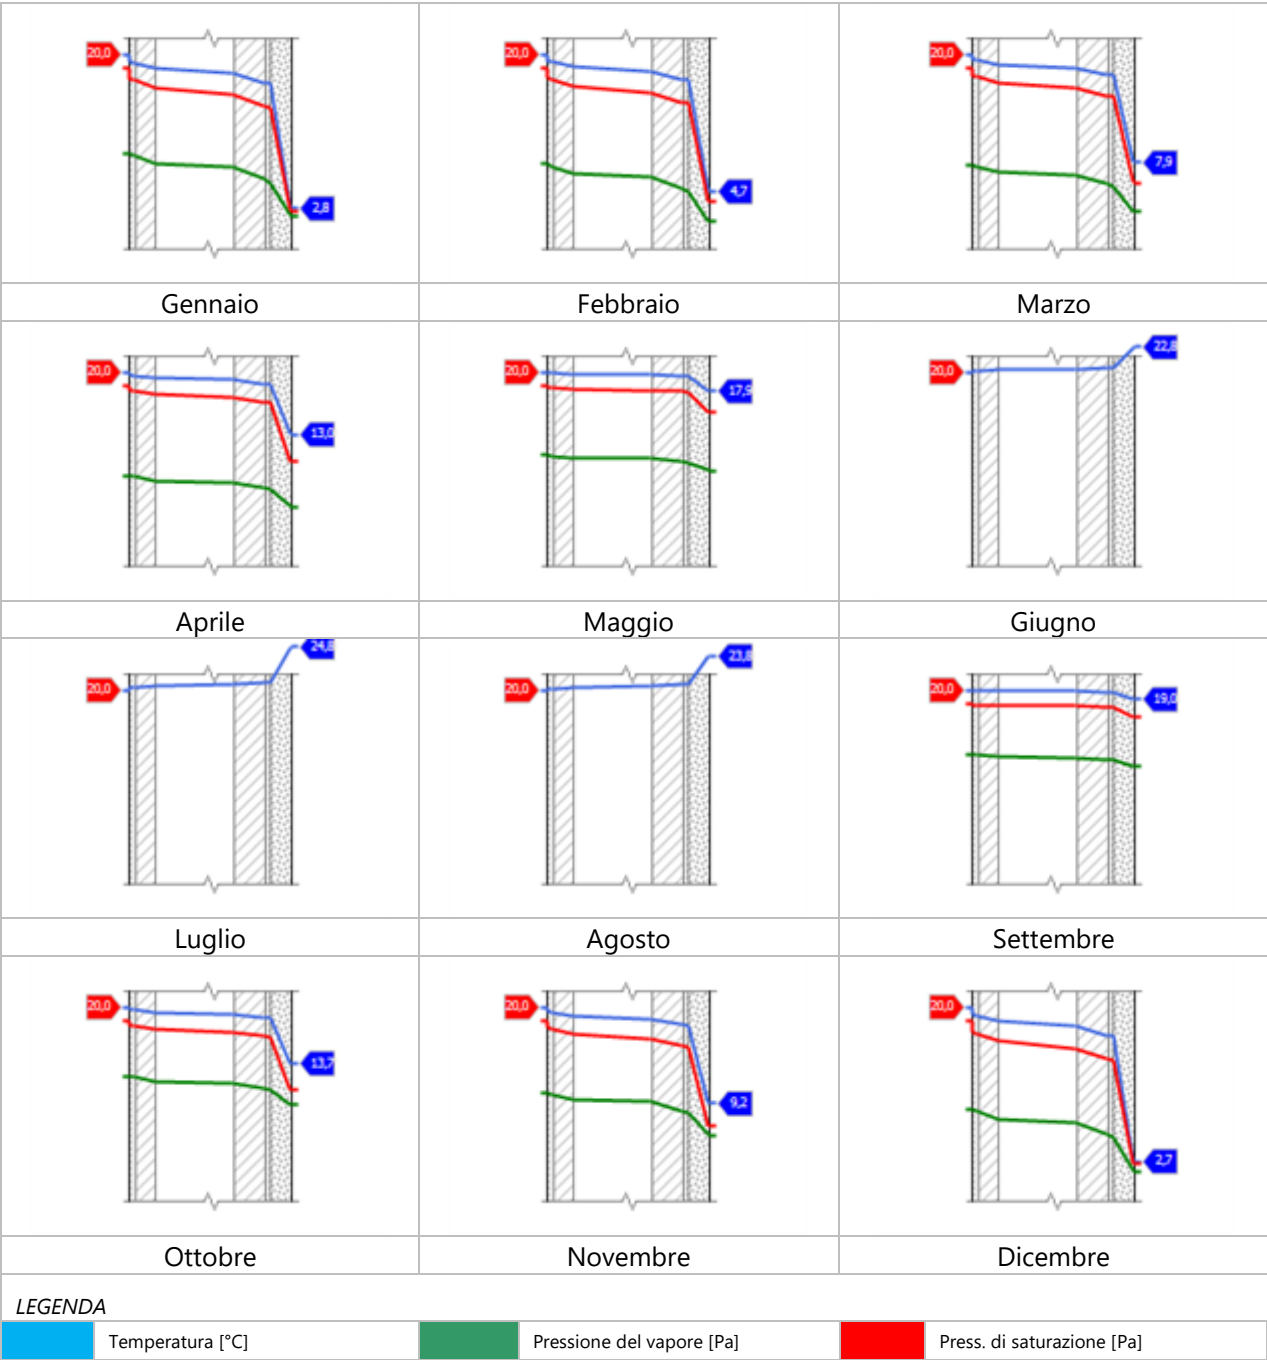 20,0
2,8
20,0
4,7
20,0
7,9
Gennaio
Febbraio
Marzo
20,0
13,0
20,0
17,9
20,0
22,8
Aprile
Maggio
Giugno
20,0
24,8
20,0
23,8
20,0
19,0
Luglio
Agosto
Settembre
20,0
13,7
20,0
9,2
20,0
2,7
Ottobre
Novembre
Dicembre
LEGENDA
Temperatura [°C]
Pressione del vapore [Pa]
Press. di saturazione [Pa]